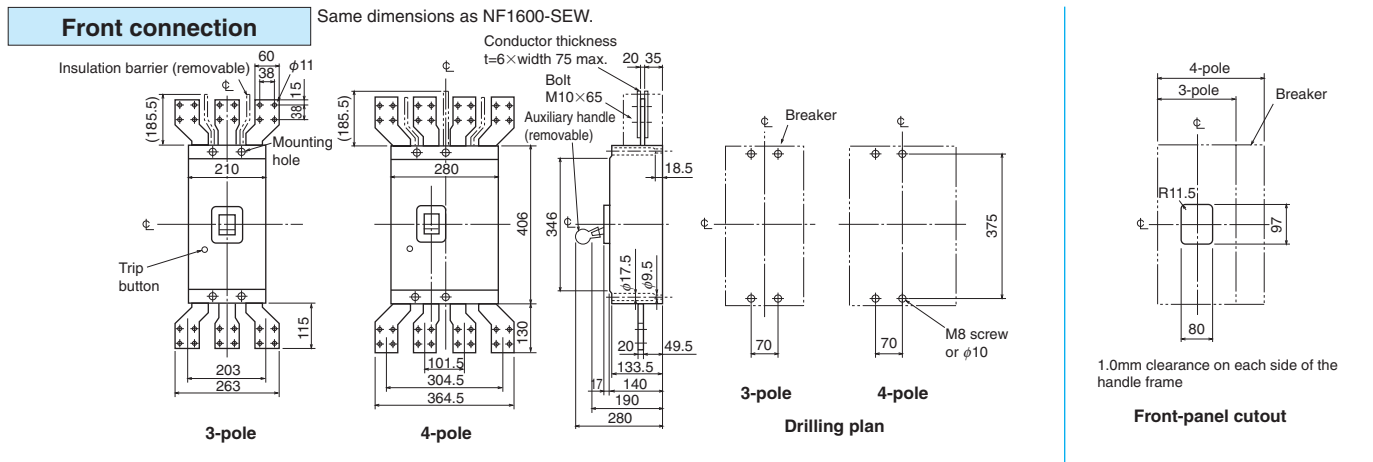 Front connection
Same dimensions as NF1600-SEW.
Insulation barrier (removable)
60
38
φ11
15
38
℄
(185.5)
Mounting
hole
210
℄
Trip
button
115
203
263
3-pole
℄
(185.5)
280
406
130
101.5
304.5
364.5
4-pole
Conductor thickness
t=6×width 75 max.
20
35
Bolt
M10×65
Auxiliary handle
(removable)
18.5
346
℄
φ17.5
φ9.5
20
49.5
133.5
17
140
190
280
℄
Breaker
℄
70
3-pole
℄
375
M8 screw
or φ10
70
4-pole
Drilling plan
4-pole
3-pole
Breaker
℄
R11.5
℄
97
80
1.0mm clearance on each side of the
handle frame
Front-panel cutout